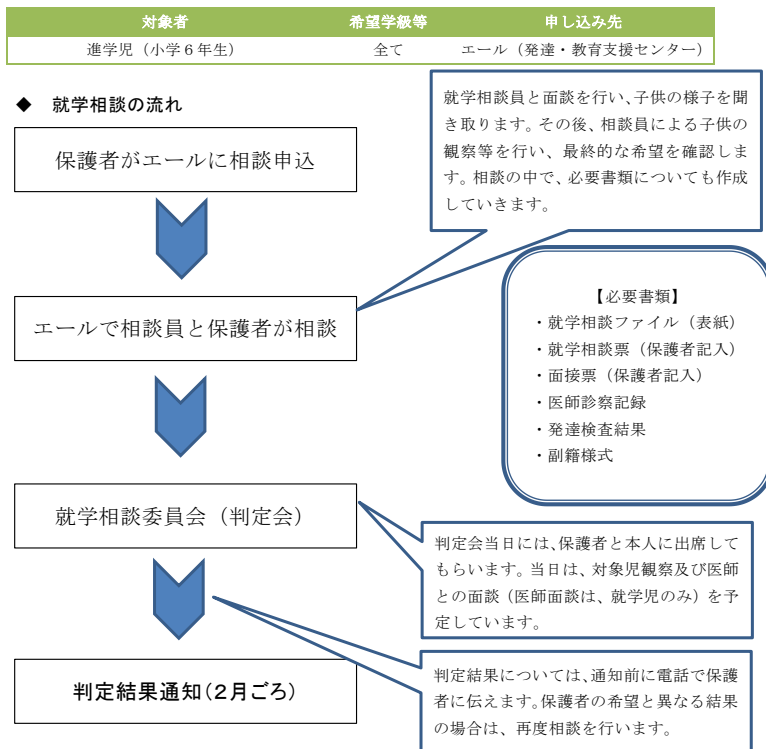 対象者 希望学級等 申し込み先
進学児（小学６年生） 全て エール（発達・教育支援センター）
◆ 就学相談の流れ
保護者がエールに相談申込
就学相談員と面談を行い、子供の様子を聞
き取ります。その後、相談員による子供の
観察等を行い、最終的な希望を確認しま
す。相談の中で、必要書類についても作成
していきます。
エールで相談員と保護者が相談
【必要書類】
・就学相談ファイル（表紙）
・就学相談票（保護者記入）
・面接票（保護者記入）
・医師診察記録
・発達検査結果
・副籍様式
就学相談委員会（判定会）
判定会当日には、保護者と本人に出席して
もらいます。当日は、対象児観察及び医師
との面談（医師面談は、就学児のみ）を予
定しています。
判定結果通知（２月ごろ）
判定結果については、通知前に電話で保護
者に伝えます。保護者の希望と異なる結果
の場合は、再度相談を行います。